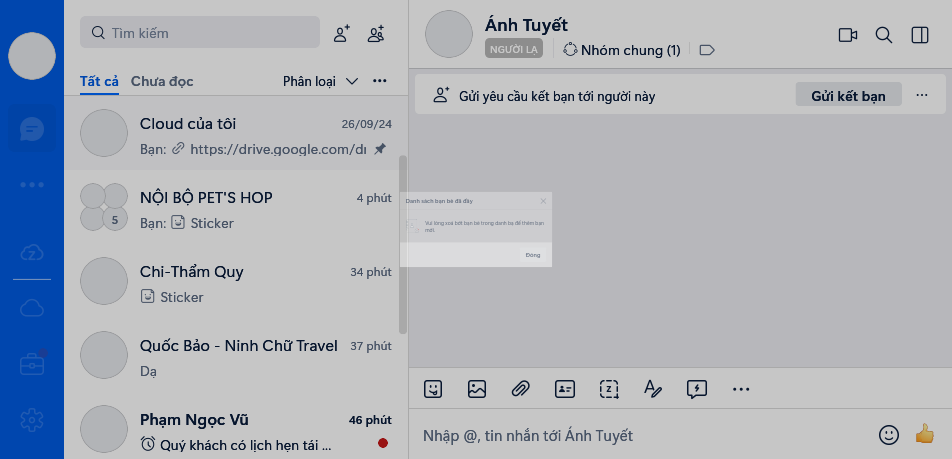 Tìm kiếm
Tất cả Chưa đọc Phân loại
Cloud của tôi 26/09/24
Bạn: https://drive.google.com/dr
NỘI BỘ PET'S HOP 4 phút
5 Bạn: Sticker
Chi-Thẩm Quy 34 phút
Sticker
Quốc Bảo - Ninh Chữ Travel 37 phút
Dạ
Phạm Ngọc Vũ 46 phút
Quý khách có lịch hẹn tái ...
Ánh Tuyết
NGƯỜI LẠ Nhóm chung (1)
Gửi yêu cầu kết bạn tới người này Gửi kết bạn
Danh sách bạn bè đã đầy
Vui lòng xoá bớt bạn bè trong danh bạ để thêm bạn
mới.
Đóng
Nhập @, tin nhắn tới Ánh Tuyết